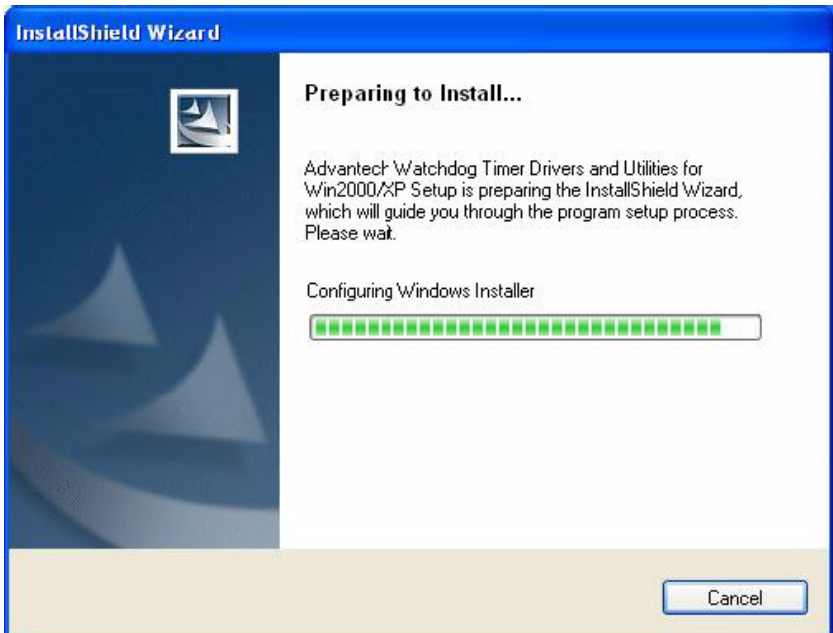 InstallShield Wizard
Preparing to Install...
Advantech Watchdog Timer Drivers and Utilities for
Win2000/XP Setup is preparing the InstallShield Wizard,
which will guide you through the program setup process.
Please wait.
Configuring Windows Installer
Cancel